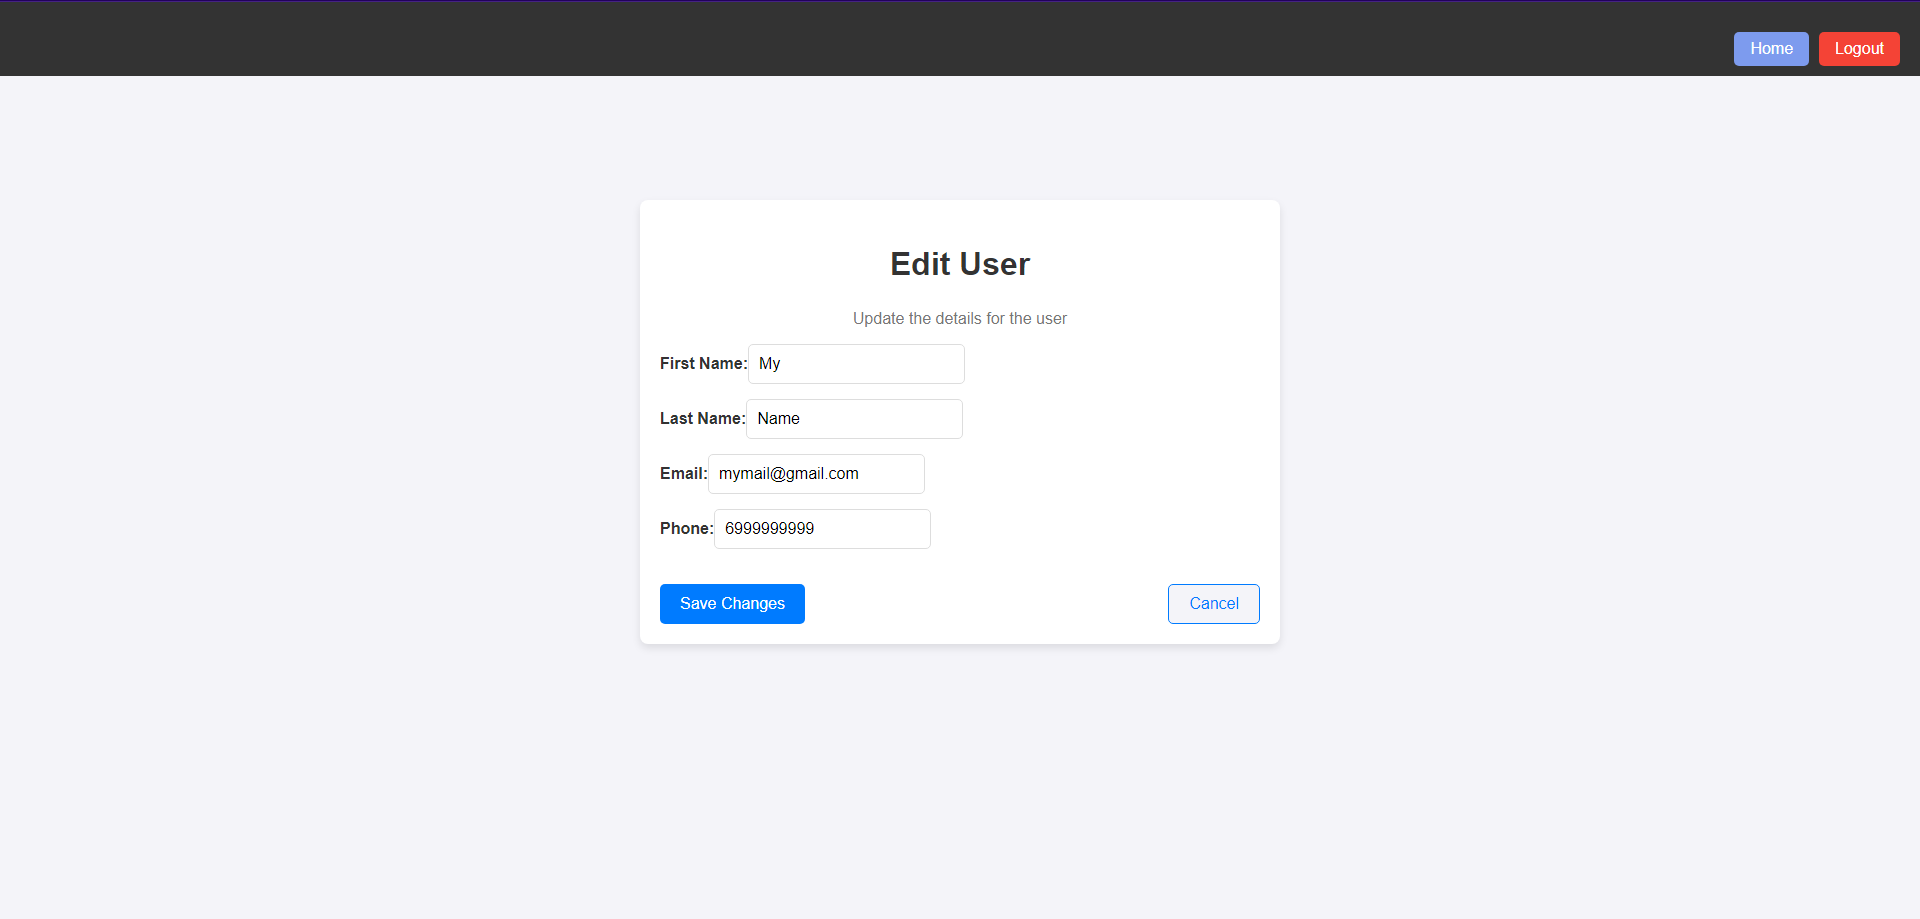 Home Logout
Edit User
Update the details for the user
First Name: My
Last Name: Name
Email: mymail@gmail.com
Phone: 6999999999
Save Changes Cancel